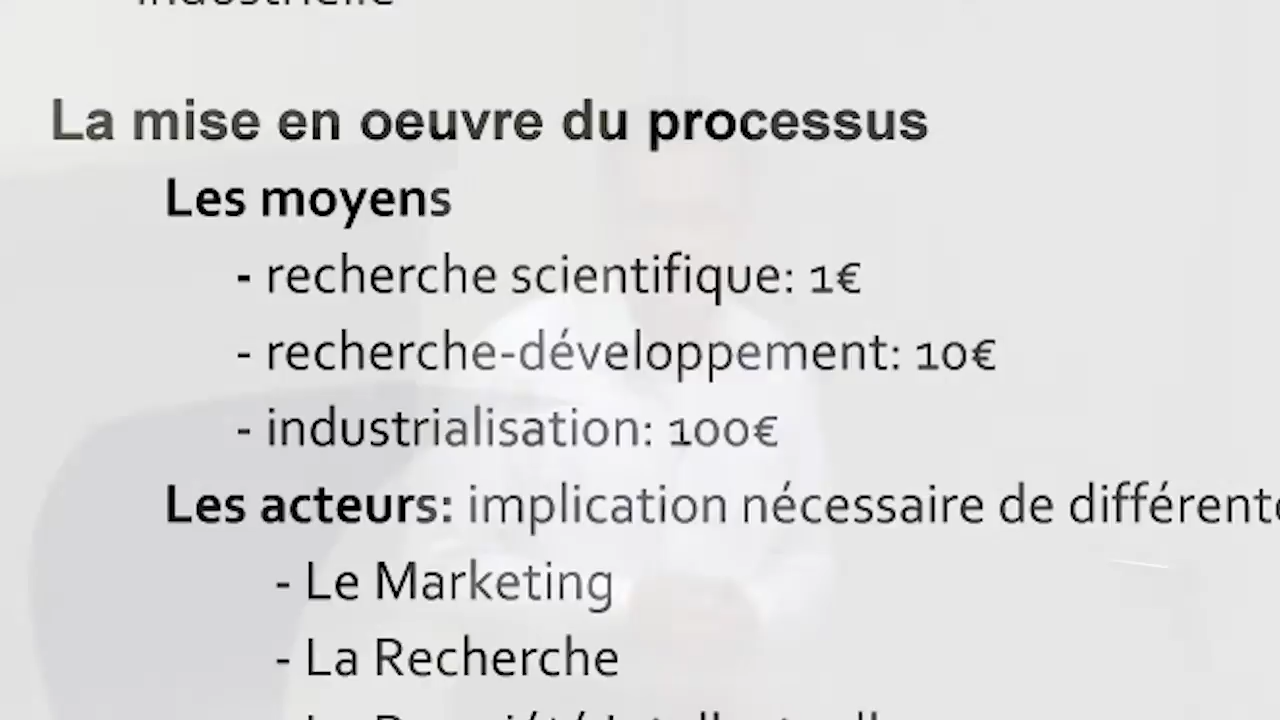 industrielle
La mise en oeuvre du processus
Les moyens
- recherche scientifique: 1€
- recherche-développement: 10€
- industrialisation: 100€
Les acteurs: implication nécessaire de
- Le Marketing
- La Recherche